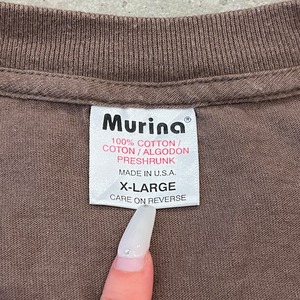 Murina®
100% COTTON /
COTON / ALGODON
PRESHRUNK
MADE IN U.S.A.
X-LARGE
CARE ON REVERSE